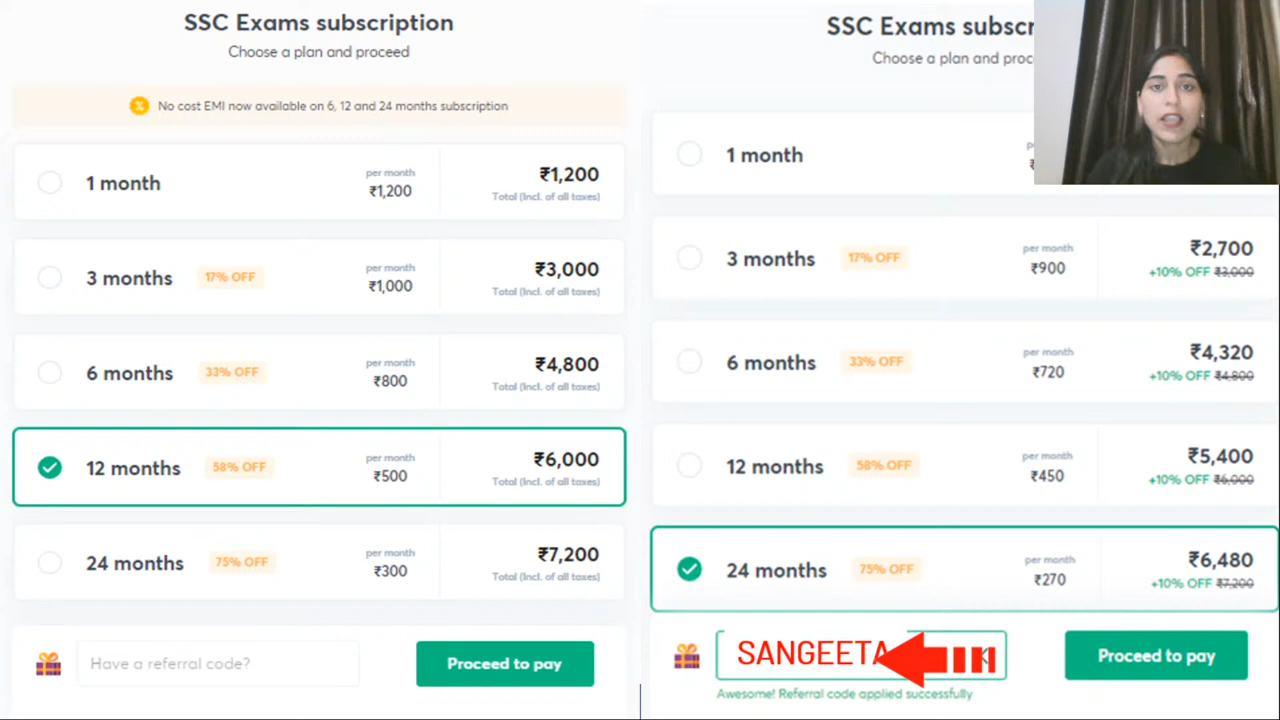 SSC Exams subscription
Choose a plan and proceed
No cost EMI now available on 6, 12 and 24 months subscription
1 month
per month
₹1,200
₹1,200
Total (Incl. of all taxes)
3 months
17% OFF
per month
₹1,000
₹3,000
Total (Incl. of all taxes)
6 months
33% OFF
per month
₹800
₹4,800
Total (Incl. of all taxes)
12 months
58% OFF
per month
₹500
₹6,000
Total (Incl. of all taxes)
24 months
75% OFF
per month
₹300
₹7,200
Total (Incl. of all taxes)
Have a referral code?
Proceed to pay
SSC Exams subscr
Choose a plan and proc
1 month
3 months
17% OFF
per month
₹900
₹2,700
+10% OFF ₹3,000
6 months
33% OFF
per month
₹720
₹4,320
+10% OFF ₹4,800
12 months
58% OFF
per month
₹450
₹5,400
+10% OFF ₹6,000
24 months
75% OFF
per month
₹270
₹6,480
+10% OFF ₹7,200
SANGEETA
Proceed to pay
Awesome! Referral code applied successfully